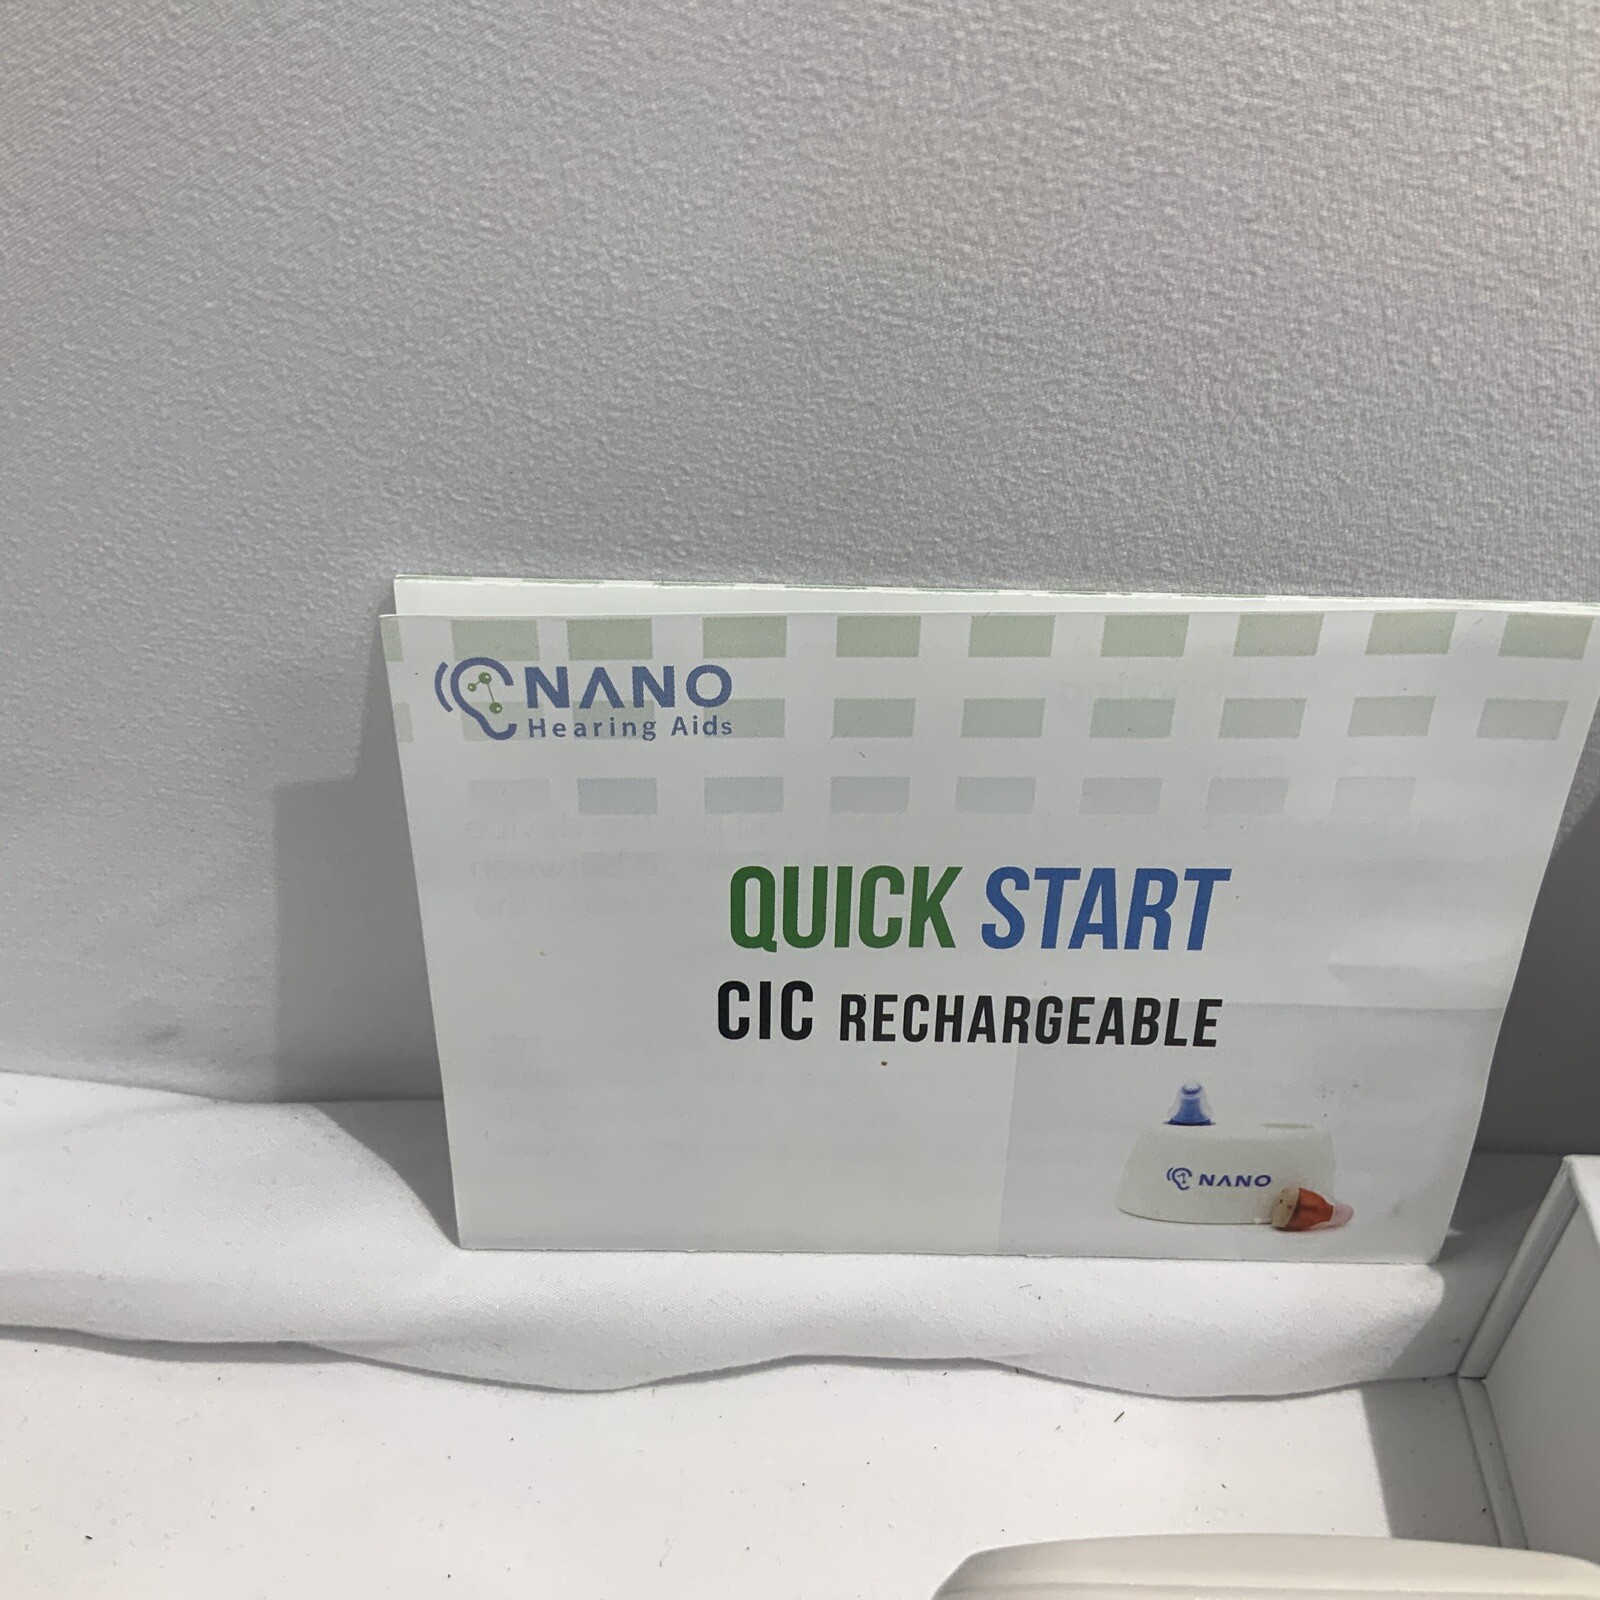 NANO
Hearing Aids
QUICK START
CIC RECHARGEABLE
NANO